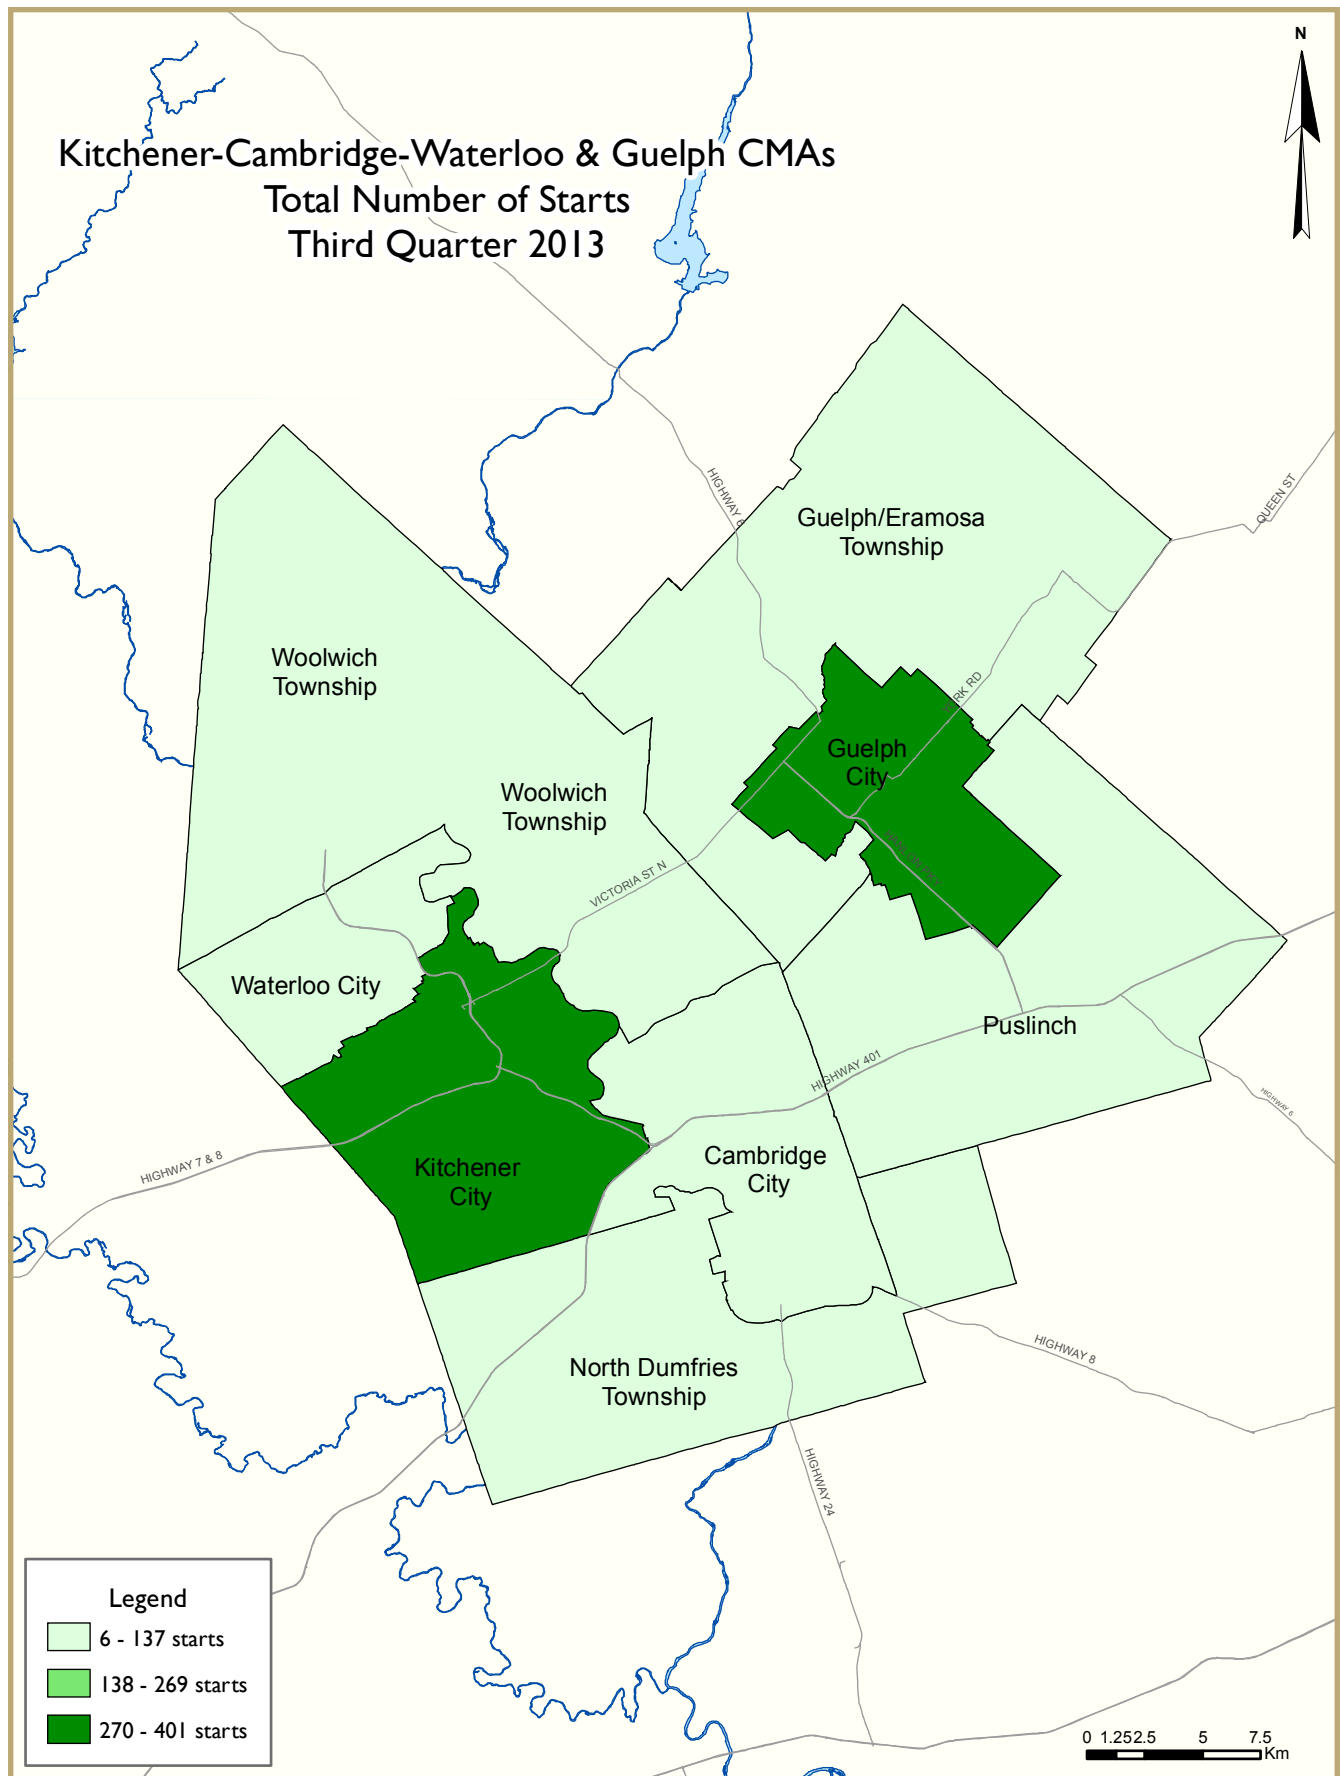 N
Kitchener-Cambridge-Waterloo & Guelph CMAs
Total Number of Starts
Third Quarter 2013
HIGHWAY 6
QUEEN ST
Guelph/Eramosa
Township
Woolwich
Township
YORK RD
Guelph
City
Woolwich
Township
VICTORIA ST N
Waterloo City
Puslinch
HIGHWAY 401
HIGHWAY 6
HIGHWAY 7 & 8
Kitchener
City
Cambridge
City
HIGHWAY 8
North Dumfries
Township
HIGHWAY 24
Legend
6 - 137 starts
138 - 269 starts
270 - 401 starts
0 1.252.5 5 7.5
Km